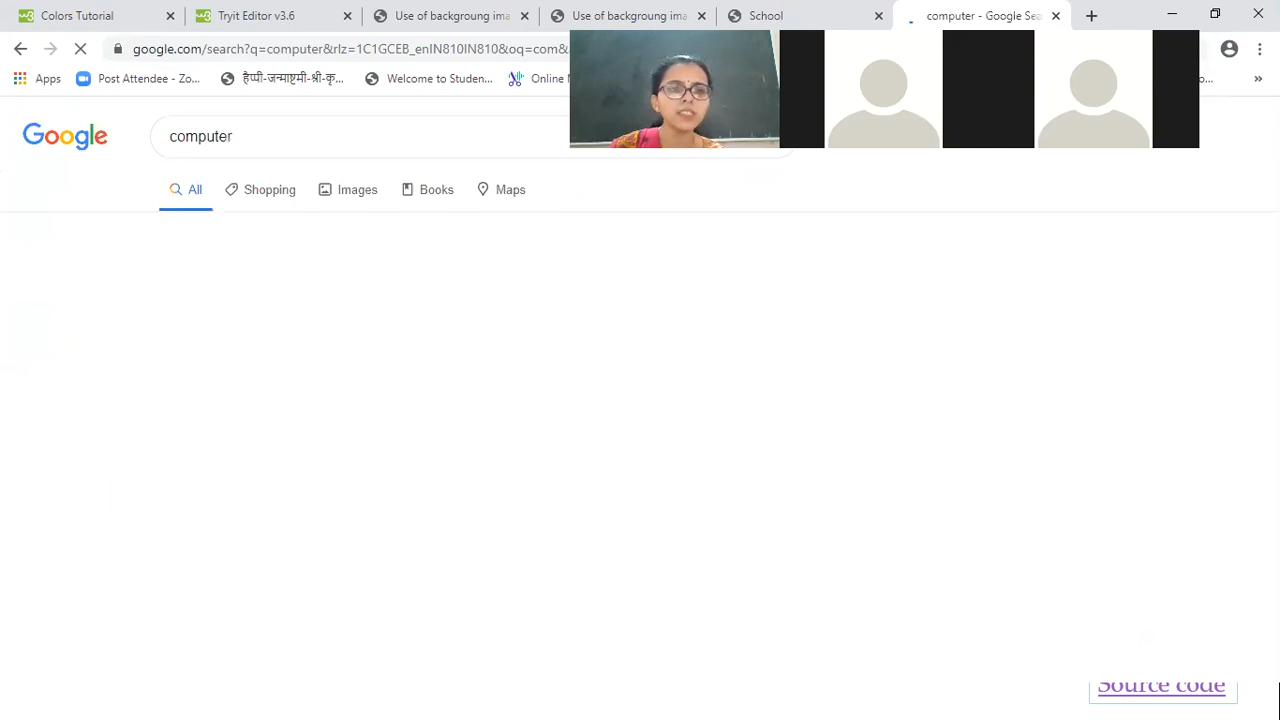 Colors Tutorial
Tryit Editor v3.6
Use of backgroung ima
Use of backgroung ima
School
computer - Google Sea
google.com/search?q=computer&rlz=1C1GCEB_enIN810IN810&oq=com&
Apps
Post Attendee - Zo...
हैप्पी-जन्माष्टमी-श्री-कृ...
Welcome to Studen...
Online M
o...
Google
computer
All
Shopping
Images
Books
Maps
Source code